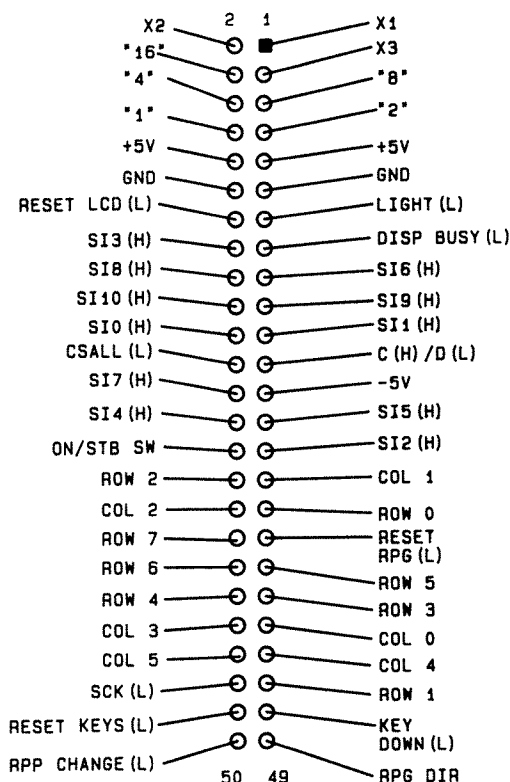 2 1
X2 X1
"16" X3
"4" "8"
"1" "2"
+5V +5V
GND GND
RESET LCD (L) LIGHT (L)
SI3 (H) DISP BUSY (L)
SI8 (H) SI6 (H)
SI10 (H) SI9 (H)
SI0 (H) SI1 (H)
CSALL (L) C (H) /D (L)
SI7 (H) -5V
SI4 (H) SI5 (H)
ON/STB SW SI2 (H)
ROW 2 COL 1
COL 2 ROW 0
ROW 7 RESET
RPG (L)
ROW 6 ROW 5
ROW 4 ROW 3
COL 3 COL 0
COL 5 COL 4
SCK (L) ROW 1
RESET KEYS (L) KEY
DOWN (L)
RPP CHANGE (L) RPG DIR
50 49